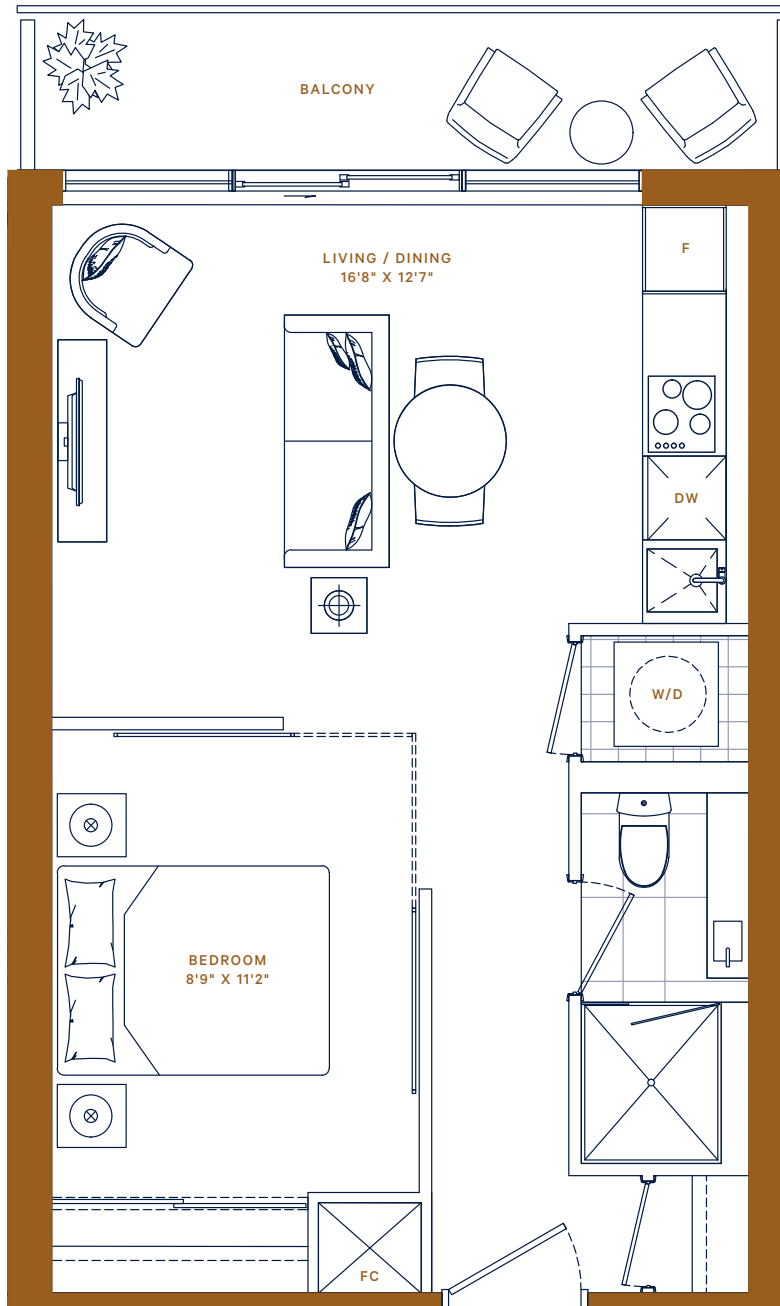 BALCONY
LIVING / DINING
16'8" X 12'7"
F
DW
W/D
BEDROOM
8'9" X 11'2"
FC